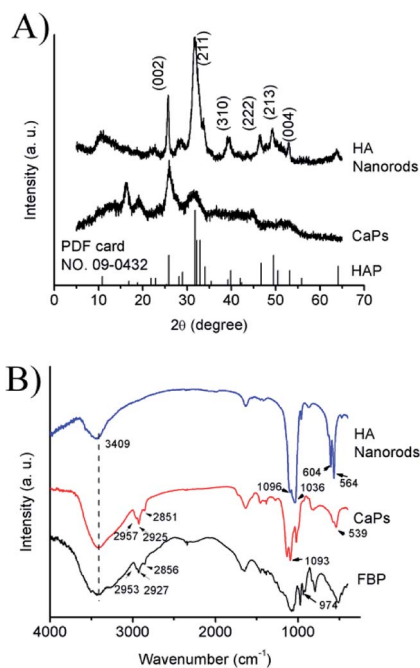 A)
(002)
(211)
(310)
(222)
(213)
(004)
HA
Nanorods
CaPs
PDF card
NO. 09-0432
HAP
Intensity (a. u.)
0 10 20 30 40 50 60 70
2θ (degree)
B)
3409
HA
Nanorods
604
564
1096
1036
2851
2957
2925
CaPs
539
1093
2856
2953
2927
FBP
974
Intensity (a. u.)
4000 3000 2000 1000
Wavenumber (cm⁻¹)